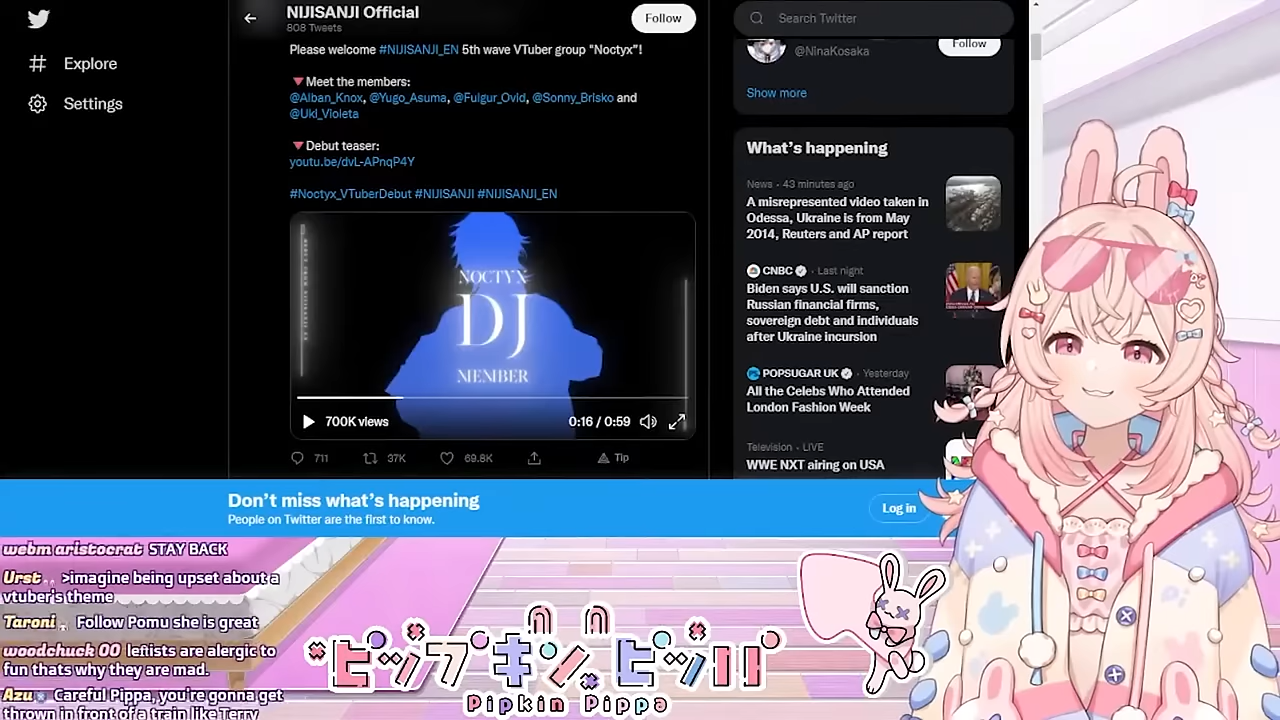 NIJISANJI Official
808 Tweets
Follow
Explore
Settings
Please welcome #NIJISANJI_EN 5th wave VTuber group "Noctyx"!
▼Meet the members:
@Alban_Knox, @Yugo_Asuma, @Fulgur_Ovid, @Sonny_Brisko and
@Uki_Violeta
▼Debut teaser:
youtu.be/dvL-APnqP4Y
#Noctyx_VTuberDebut #NIJISANJI #NIJISANJI_EN
NOCTYX
DJ
MEMBER
700K views
0:16 / 0:59
711
37K
69.8K
Tip
Search Twitter
@NinaKosaka
Follow
Show more
What's happening
News · 43 minutes ago
A misrepresented video taken in
Odessa, Ukraine is from May
2014, Reuters and AP report
CNBC · Last night
Biden says U.S. will sanction
Russian financial firms,
sovereign debt and individuals
after Ukraine incursion
POPSUGAR UK · Yesterday
All the Celebs Who Attended
London Fashion Week
Television · LIVE
WWE NXT airing on USA
Don't miss what's happening
People on Twitter are the first to know.
Log in
webm aristocrat STAY BACK
Urst >imagine being upset about a
vtuber's theme
Taroni Follow Pomu she is great
woodchuck 00 leftists are alergic to
fun thats why they are mad.
Azu Careful Pippa, you're gonna get
thrown in front of a train like Terry
ピップキン ピッパ
Pipkin Pippa